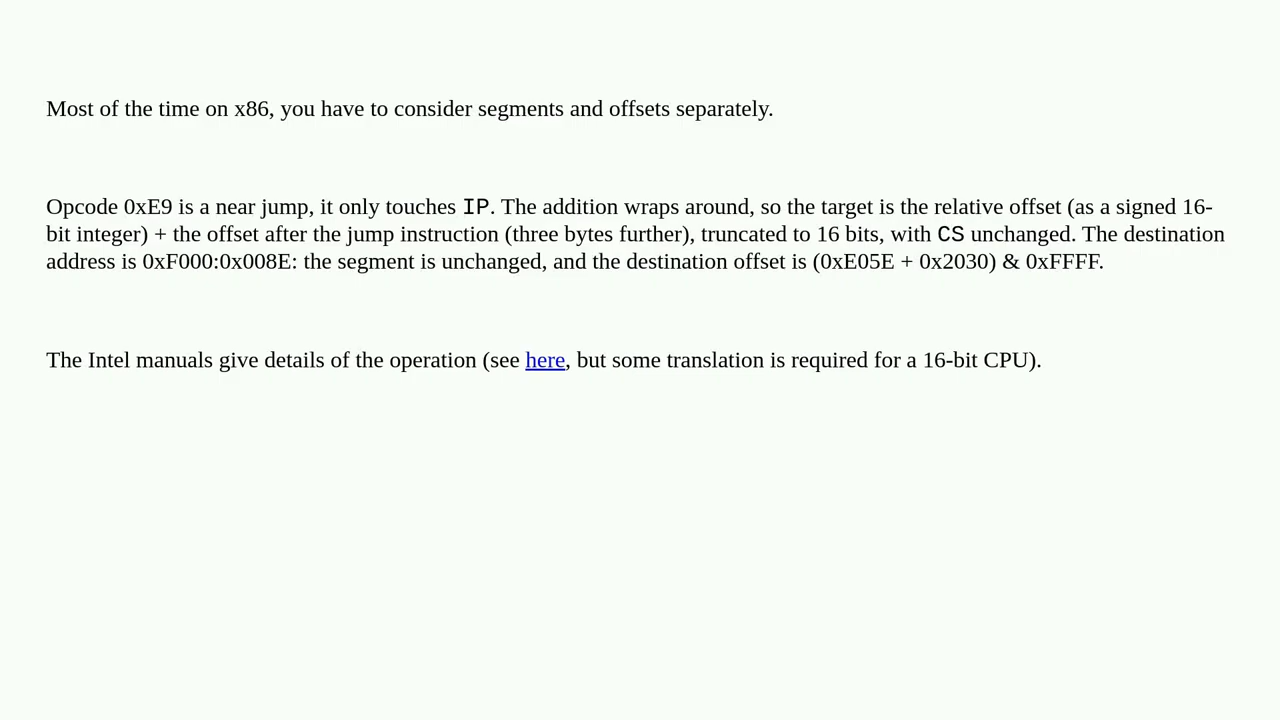 Most of the time on x86, you have to consider segments and offsets separately.
Opcode 0xE9 is a near jump, it only touches IP. The addition wraps around, so the target is the relative offset (as a signed 16-
bit integer) + the offset after the jump instruction (three bytes further), truncated to 16 bits, with CS unchanged. The destination
address is 0xF000:0x008E: the segment is unchanged, and the destination offset is (0xE05E + 0x2030) & 0xFFFF.
The Intel manuals give details of the operation (see here, but some translation is required for a 16-bit CPU).